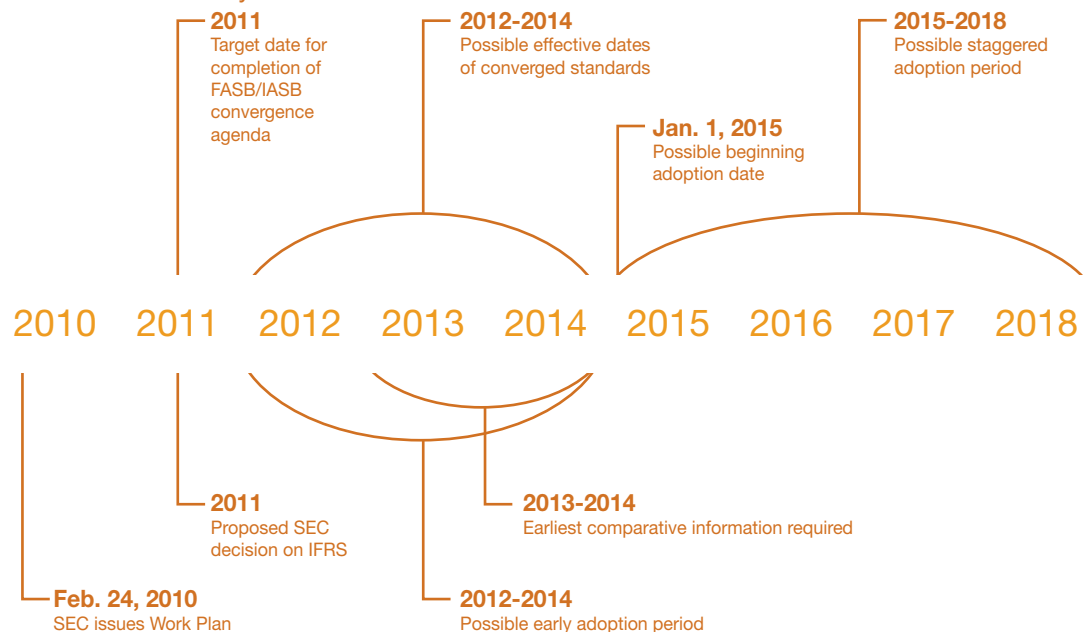 2011
Target date for
completion of
FASB/IASB
convergence
agenda
2012-2014
Possible effective dates
of converged standards
Jan. 1, 2015
Possible beginning
adoption date
2015-2018
Possible staggered
adoption period
2010 2011 2012 2013 2014 2015 2016 2017 2018
2011
Proposed SEC
decision on IFRS
2013-2014
Earliest comparative information required
Feb. 24, 2010
SEC issues Work Plan
2012-2014
Possible early adoption period